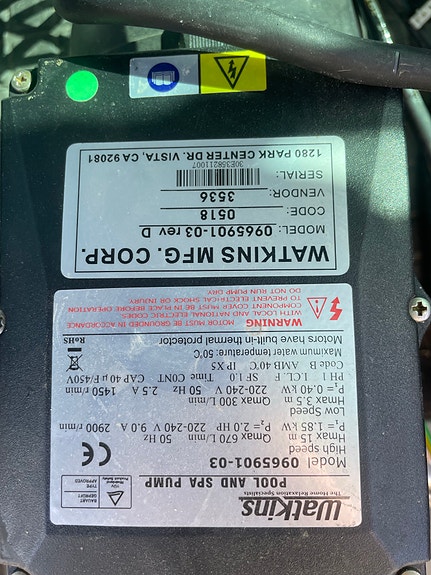 Watkins
The Home Relaxation Specialists
POOL AND SPA PUMP
BAUART
GEPRÜFT
TYPE
APPROVED
Model 0965901-03
High speed
Hmax 15 m Qmax 670 L/min 50 Hz
P₁≤ 1.85 kW P₂≤ 2.0 HP 220-240 V 9.0 A 2900 r/min
Low Speed
Hmax 3.5 m Qmax 300 L/min
P₁≤ 0.40 kW 220-240 V 50 Hz 2.5 A 1450 r/min
PH 1 I.CL. F SF 1.0 Time CONT CAP 40 µF/450V
Code B AMB 40°C IP X5
Maximum water temperature: 50°C
Motors have built-in thermal protector
CE
RoHS
WARNING MOTOR MUST BE GROUNDED IN ACCORDANCE
WITH LOCAL AND NATIONAL ELECTRIC CODES.
TO PREVENT ELECTRICAL SHOCK OR INJURY.
MOTOR COVER MUST BE IN PLACE BEFORE OPERATION
DO NOT RUN PUMP DRY
WATKINS MFG. CORP.
MODEL: 0965901-03 rev D
CODE: 0518
VENDOR: 3536
SERIAL:
30E358211007
1280 PARK CENTER DR. VISTA, CA 92081